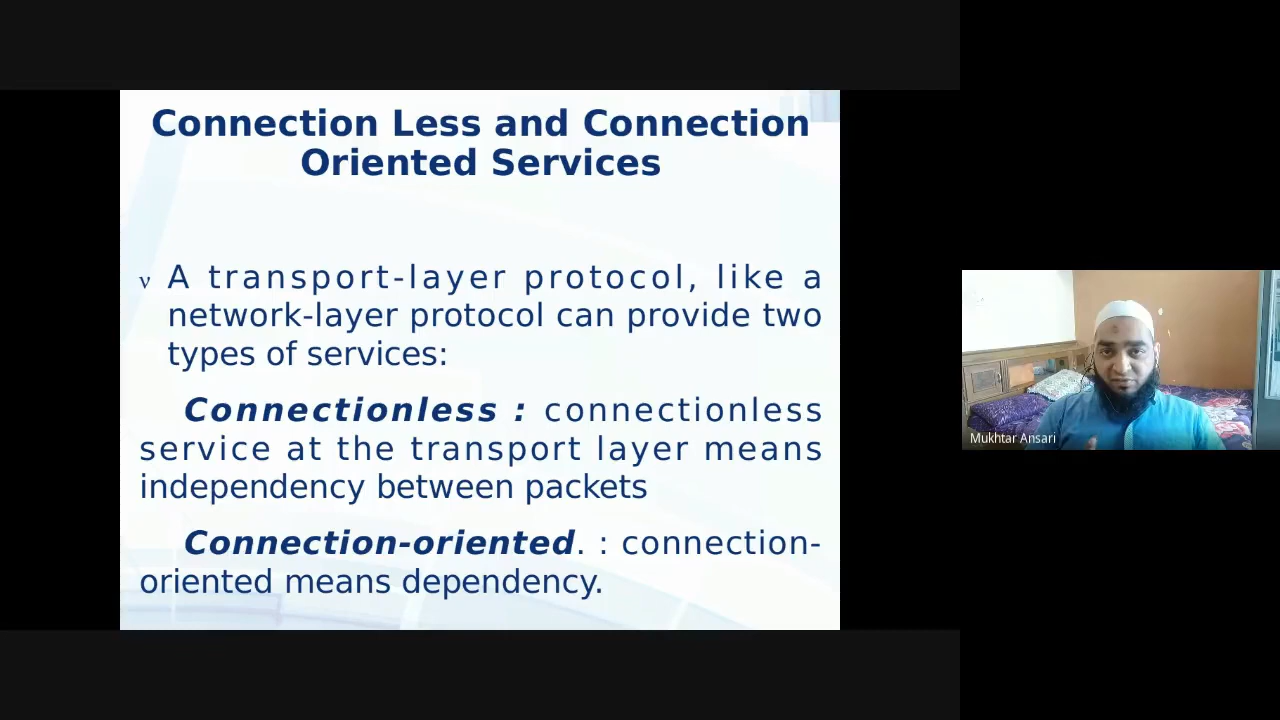 Connection Less and Connection
Oriented Services
ν A transport-layer protocol, like a
network-layer protocol can provide two
types of services:
Connectionless : connectionless
service at the transport layer means
independency between packets
Connection-oriented. : connection-
oriented means dependency.
Mukhtar Ansari